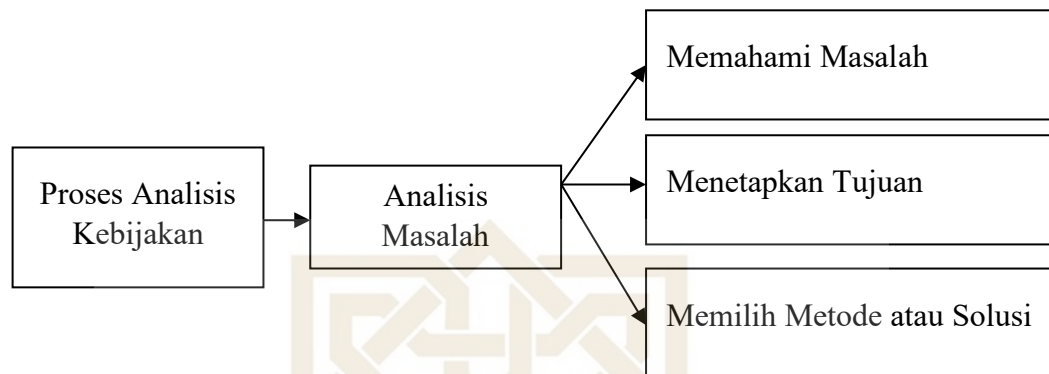 Proses Analisis
Kebijakan
Analisis
Masalah
Memahami Masalah
Menetapkan Tujuan
Memilih Metode atau Solusi